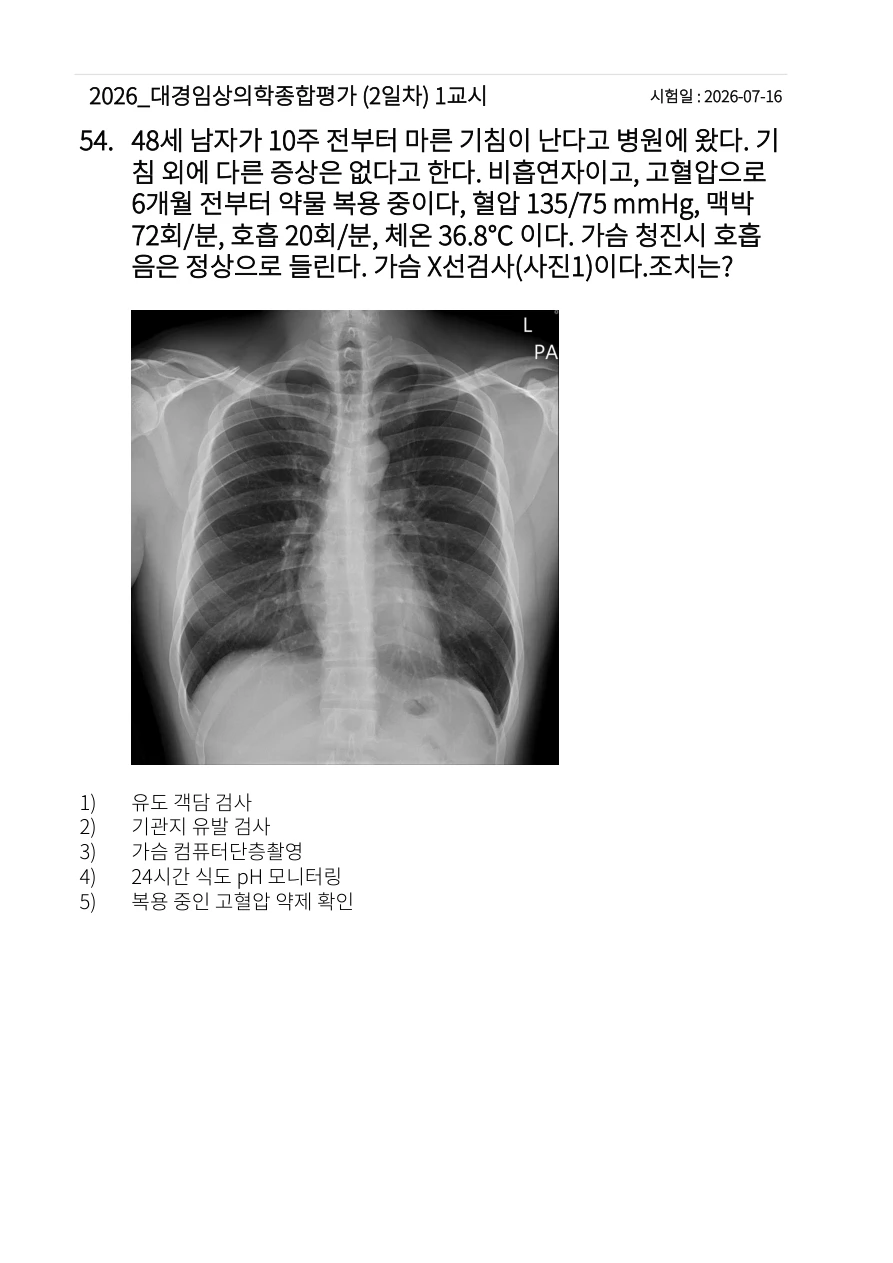 2026_대경임상의학종합평가 (2일차) 1교시
시험일 : 2026-07-16
54. 48세 남자가 10주 전부터 마른 기침이 난다고 병원에 왔다. 기
침 외에 다른 증상은 없다고 한다. 비흡연자이고, 고혈압으로
6개월 전부터 약물 복용 중이다, 혈압 135/75 mmHg, 맥박
72회/분, 호흡 20회/분, 체온 36.8°C 이다. 가슴 청진시 호흡
음은 정상으로 들린다. 가슴 X선검사(사진1)이다.조치는?
L
PA
1) 유도 객담 검사
2) 기관지 유발 검사
3) 가슴 컴퓨터단층촬영
4) 24시간 식도 pH 모니터링
5) 복용 중인 고혈압 약제 확인